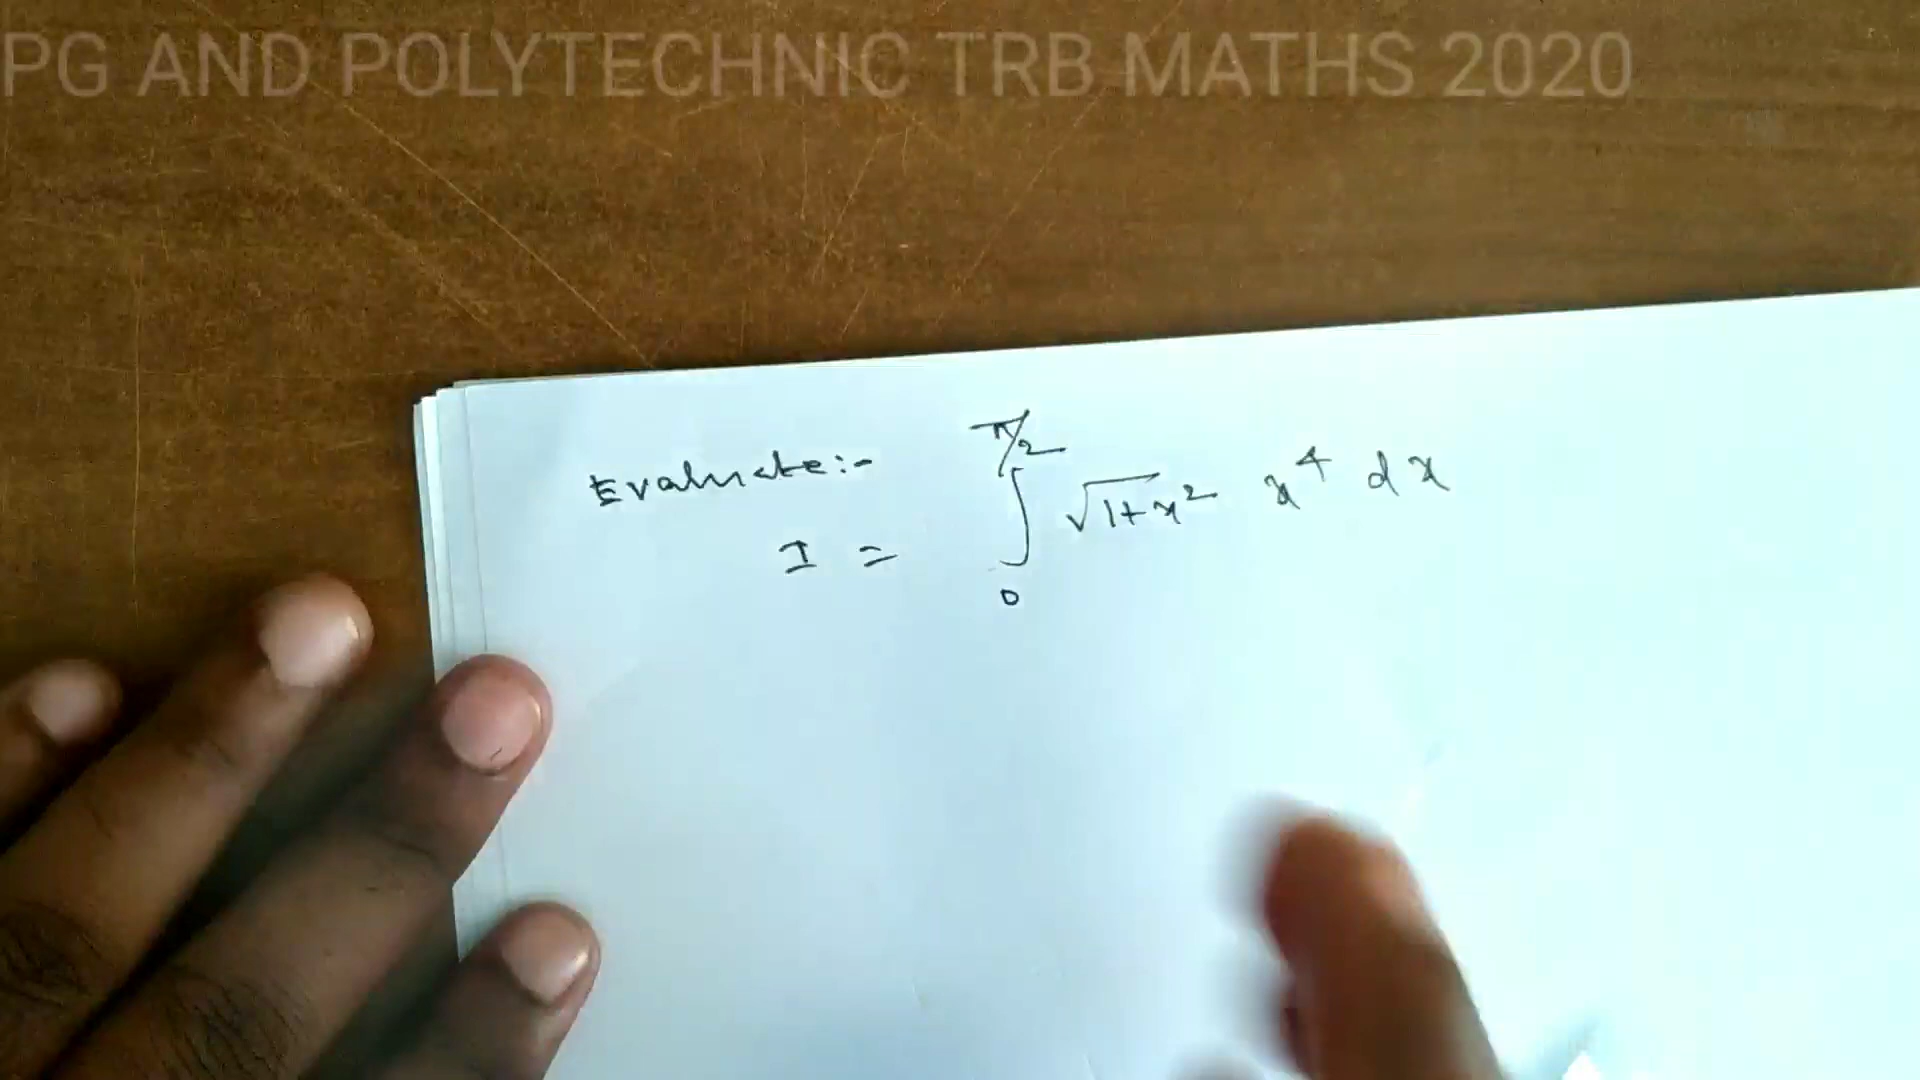 PG AND POLYTECHNIC TRB MATHS 2020
Evaluate:-
I = ∫₀^{π/2} √1+x² x⁴ dx